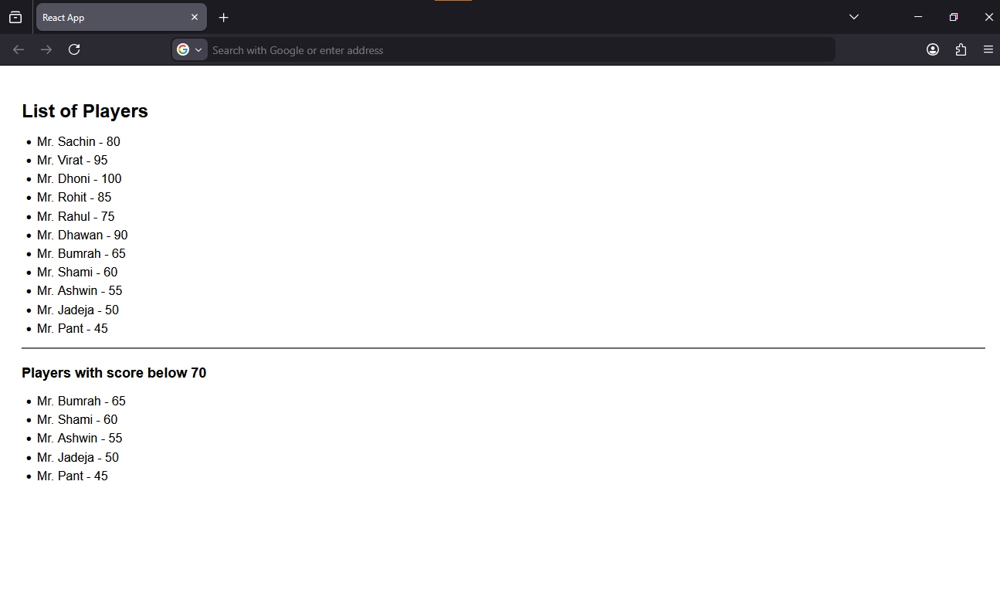 React App
Search with Google or enter address
List of Players
Mr. Sachin - 80
Mr. Virat - 95
Mr. Dhoni - 100
Mr. Rohit - 85
Mr. Rahul - 75
Mr. Dhawan - 90
Mr. Bumrah - 65
Mr. Shami - 60
Mr. Ashwin - 55
Mr. Jadeja - 50
Mr. Pant - 45
Players with score below 70
Mr. Bumrah - 65
Mr. Shami - 60
Mr. Ashwin - 55
Mr. Jadeja - 50
Mr. Pant - 45